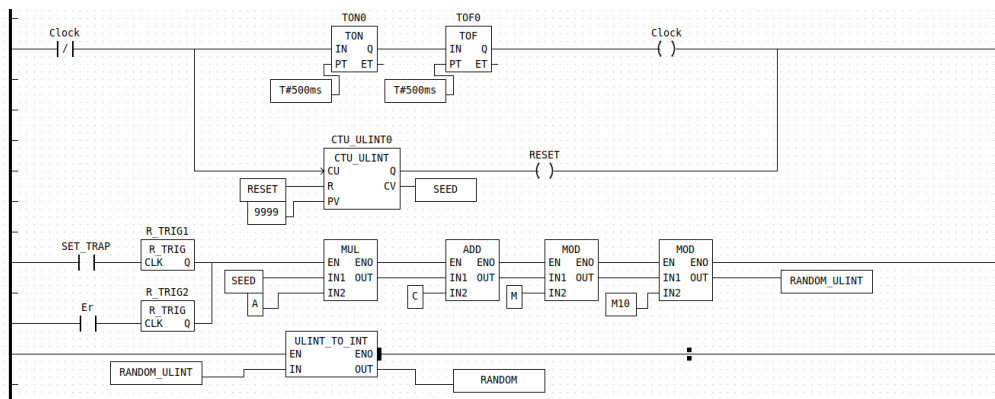 TON0 TOF0
Clock TON TOF Clock
/ IN Q IN Q ( )
PT ET PT ET
T#500ms T#500ms
CTU_ULINT0
CTU_ULINT RESET
CU Q ( )
RESET R CV SEED
9999 PV
R_TRIG1
SET_TRAP R_TRIG MUL ADD MOD MOD
CLK Q EN ENO EN ENO EN ENO EN ENO
SEED IN1 OUT IN1 OUT IN1 OUT IN1 OUT RANDOM_ULINT
R_TRIG2 IN2 IN2 IN2 IN2
A C M M10
Er R_TRIG
CLK Q
ULINT_TO_INT
EN ENO
RANDOM_ULINT IN OUT RANDOM